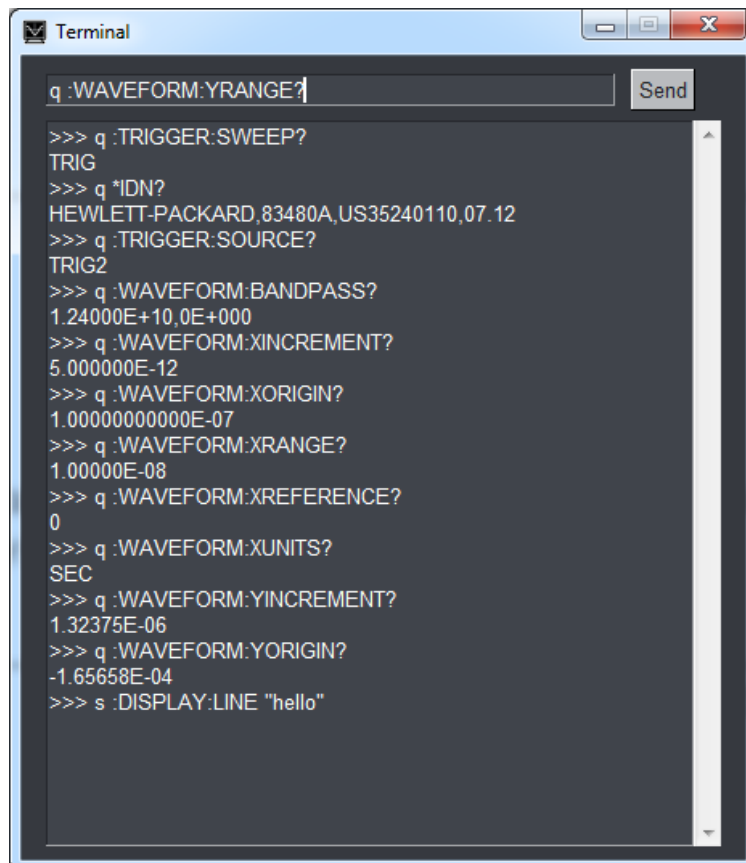 Terminal
q :WAVEFORM:YRANGE?
Send
>>> q :TRIGGER:SWEEP?
TRIG
>>> q *IDN?
HEWLETT-PACKARD,83480A,US35240110,07.12
>>> q :TRIGGER:SOURCE?
TRIG2
>>> q :WAVEFORM:BANDPASS?
1.24000E+10,0E+000
>>> q :WAVEFORM:XINCREMENT?
5.000000E-12
>>> q :WAVEFORM:XORIGIN?
1.00000000000E-07
>>> q :WAVEFORM:XRANGE?
1.00000E-08
>>> q :WAVEFORM:XREFERENCE?
0
>>> q :WAVEFORM:XUNITS?
SEC
>>> q :WAVEFORM:YINCREMENT?
1.32375E-06
>>> q :WAVEFORM:YORIGIN?
-1.65658E-04
>>> s :DISPLAY:LINE "hello"